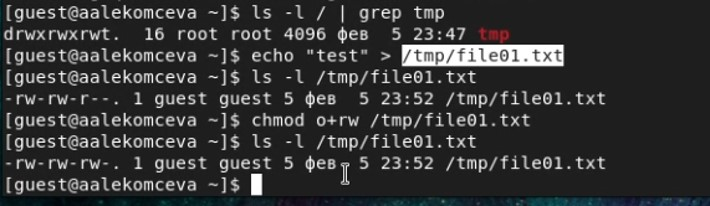 [guest@aalekomceva ~]$ ls -l / | grep tmp
drwxrwxrwt.  16 root root 4096 фев  5 23:47 tmp
[guest@aalekomceva ~]$ echo "test" > /tmp/file01.txt
[guest@aalekomceva ~]$ ls -l /tmp/file01.txt
-rw-rw-r--. 1 guest guest 5 фев  5 23:52 /tmp/file01.txt
[guest@aalekomceva ~]$ chmod o+rw /tmp/file01.txt
[guest@aalekomceva ~]$ ls -l /tmp/file01.txt
-rw-rw-rw-. 1 guest guest 5 фев  5 23:52 /tmp/file01.txt
[guest@aalekomceva ~]$